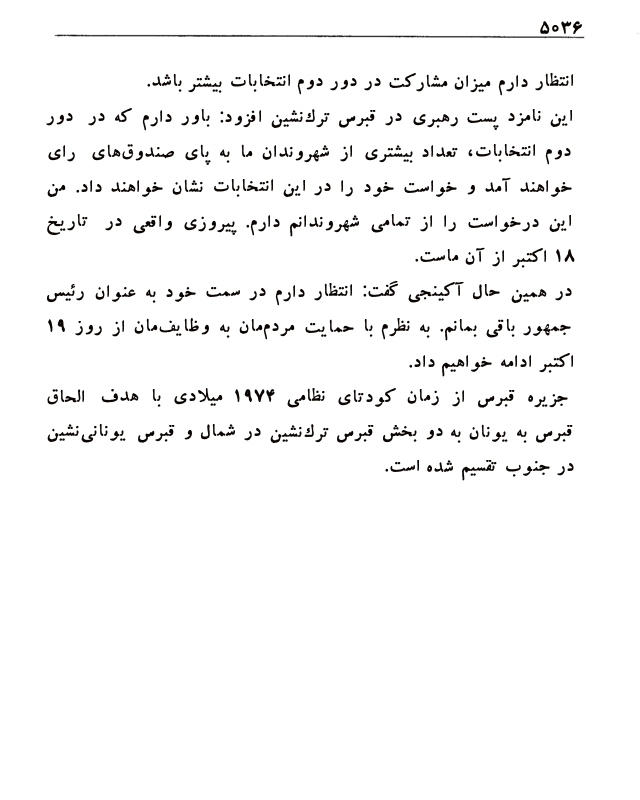 ۵۰۳۶
انتظار دارم میزان مشارکت در دور دوم انتخابات بیشتر باشد.
این نامزد پست رهبری در قبرس ترك‌نشین افزود: باور دارم که در دور
دوم انتخابات، تعداد بیشتری از شهروندان ما به پای صندوق‌های رای
خواهند آمد و خواست خود را در این انتخابات نشان خواهند داد. من
این درخواست را از تمامی شهروندانم دارم. پیروزی واقعی در تاریخ
۱۸ اکتبر از آن ماست.
در همین حال آکینجی گفت: انتظار دارم در سمت خود به عنوان رئیس
جمهور باقی بمانم. به نظرم با حمایت مردم‌مان به وظایف‌مان از روز ۱۹
اکتبر ادامه خواهیم داد.
جزیره قبرس از زمان کودتای نظامی ۱۹۷۴ میلادی با هدف الحاق
قبرس به یونان به دو بخش قبرس ترك‌نشین در شمال و قبرس یونانی‌نشین
در جنوب تقسیم شده است.